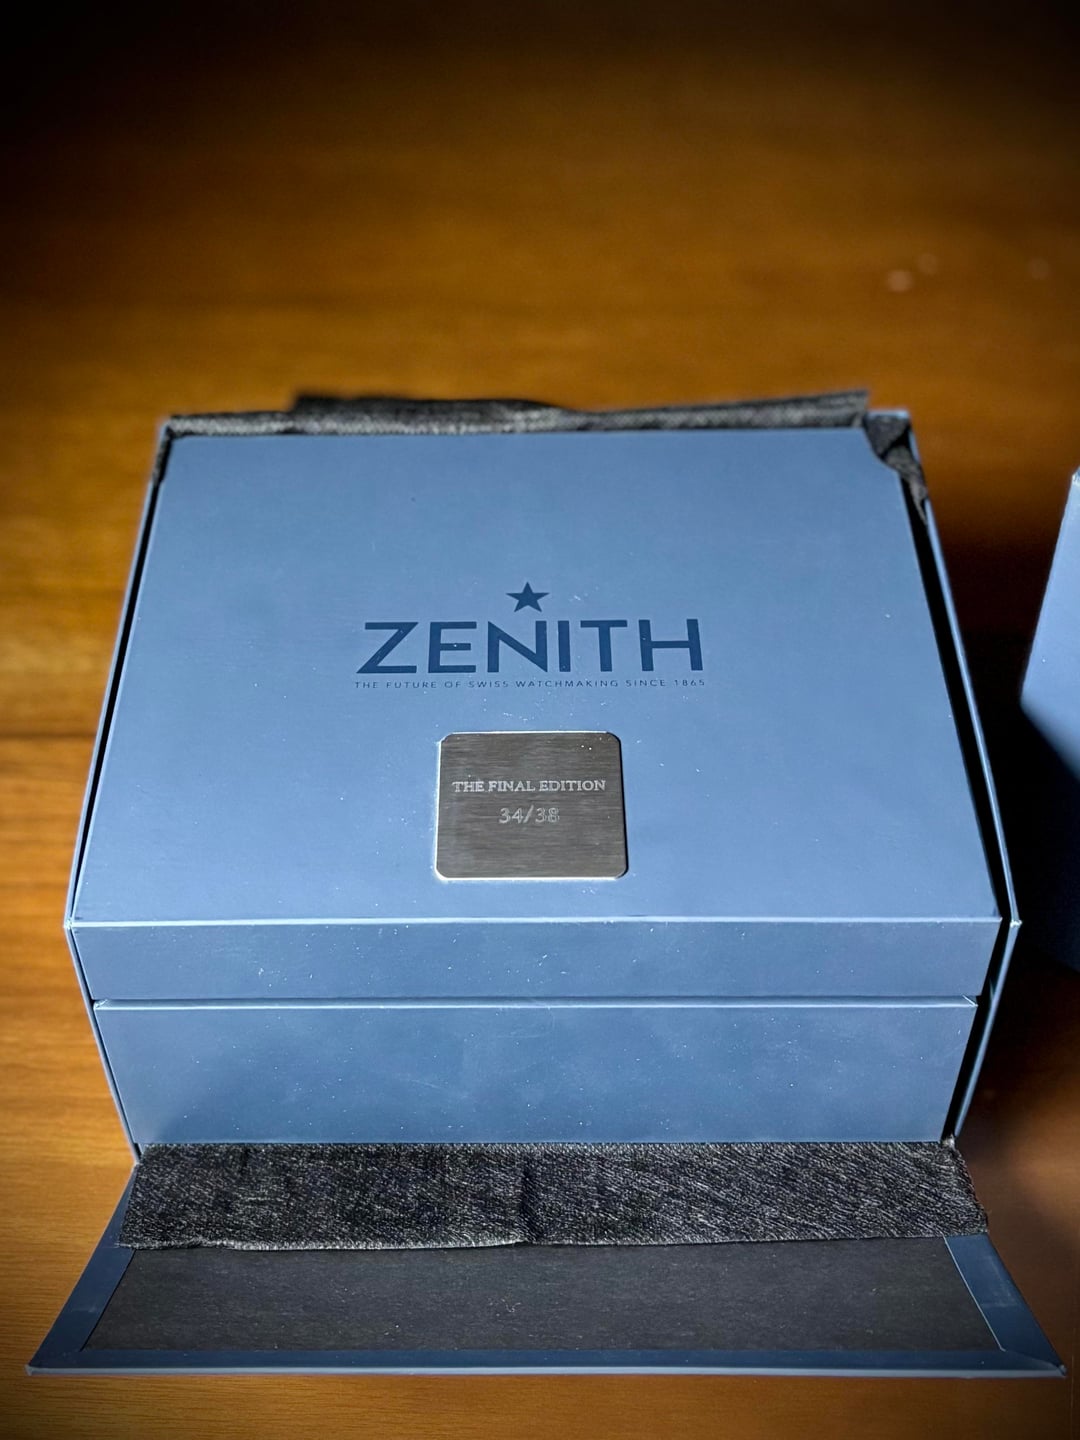 ZENITH
THE FUTURE OF SWISS WATCHMAKING SINCE 1865
THE FINAL EDITION
34/38